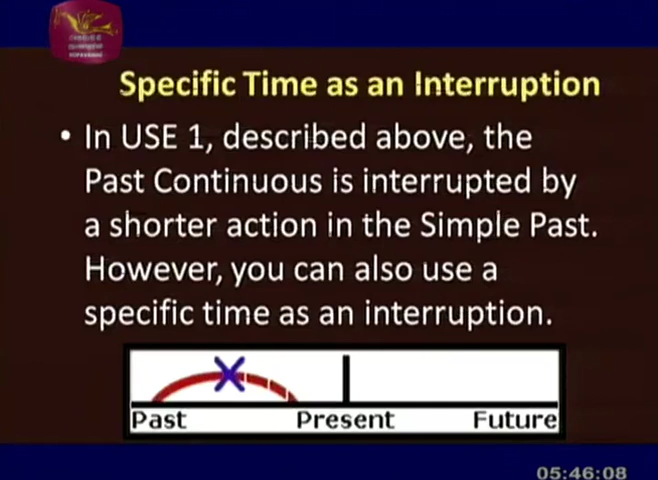 Specific Time as an Interruption
• In USE 1, described above, the
Past Continuous is interrupted by
a shorter action in the Simple Past.
However, you can also use a
specific time as an interruption.
Past Present Future
05:46:08